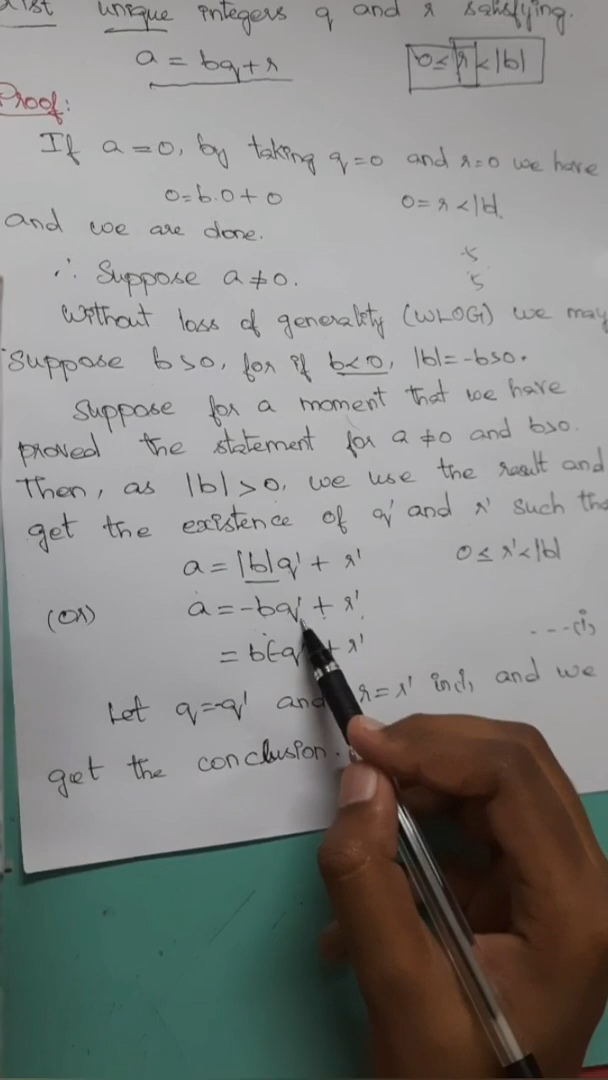 unique integers q and r satisfying.
a = bq + r 0 ≤ r < |b|
Proof:
If a = 0, by taking q = 0 and r = 0 we have
0 = b.0 + 0 0 = r < |b|.
and we are done.
∴ Suppose a ≠ 0.
Without loss of generality (WLOG) we may
Suppose b>0, for if b<0, |b| = -b>0.
Suppose for a moment that we have
proved the statement for a ≠ 0 and b>0.
Then, as |b| > 0, we use the result and
get the existence of q' and r' such tha
a = |b|q' + r' 0 ≤ r' < |b|
(or) a = -bq' + r'
= b(-q') + r' ---(i)
Let q = -q' and r = r' in(i) and we
get the conclusion.